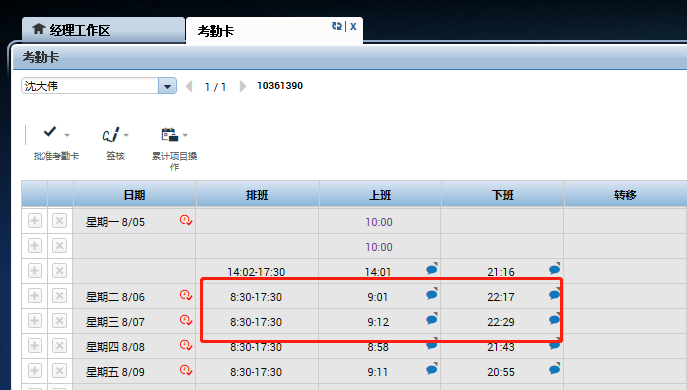 经理工作区 考勤卡 x
考勤卡
沈大伟 1 / 1 10361390
批准考勤卡 签核 累计项目操
作
日期 排班 上班 下班 转移
星期一 8/05 10:00
10:00
14:02-17:30 14:01 21:16
星期二 8/06 8:30-17:30 9:01 22:17
星期三 8/07 8:30-17:30 9:12 22:29
星期四 8/08 8:30-17:30 8:58 21:43
星期五 8/09 8:30-17:30 9:11 20:55